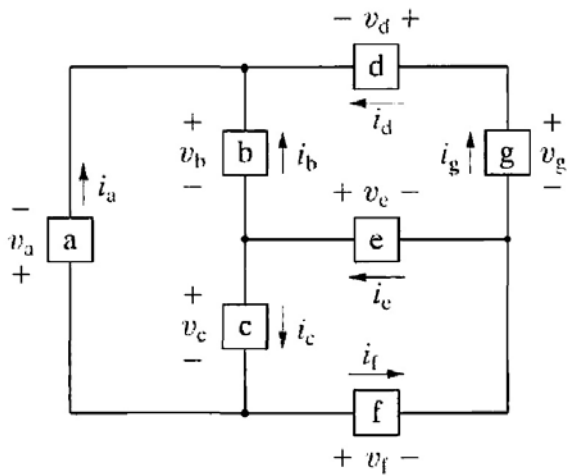 − v_d +
d
i_d
+
v_b
−
b
i_b
i_g
g
+
v_g
−
i_a
−
v_a
+
a
+ v_e −
e
i_e
+
v_c
−
c
i_c
i_f
f
+ v_f −